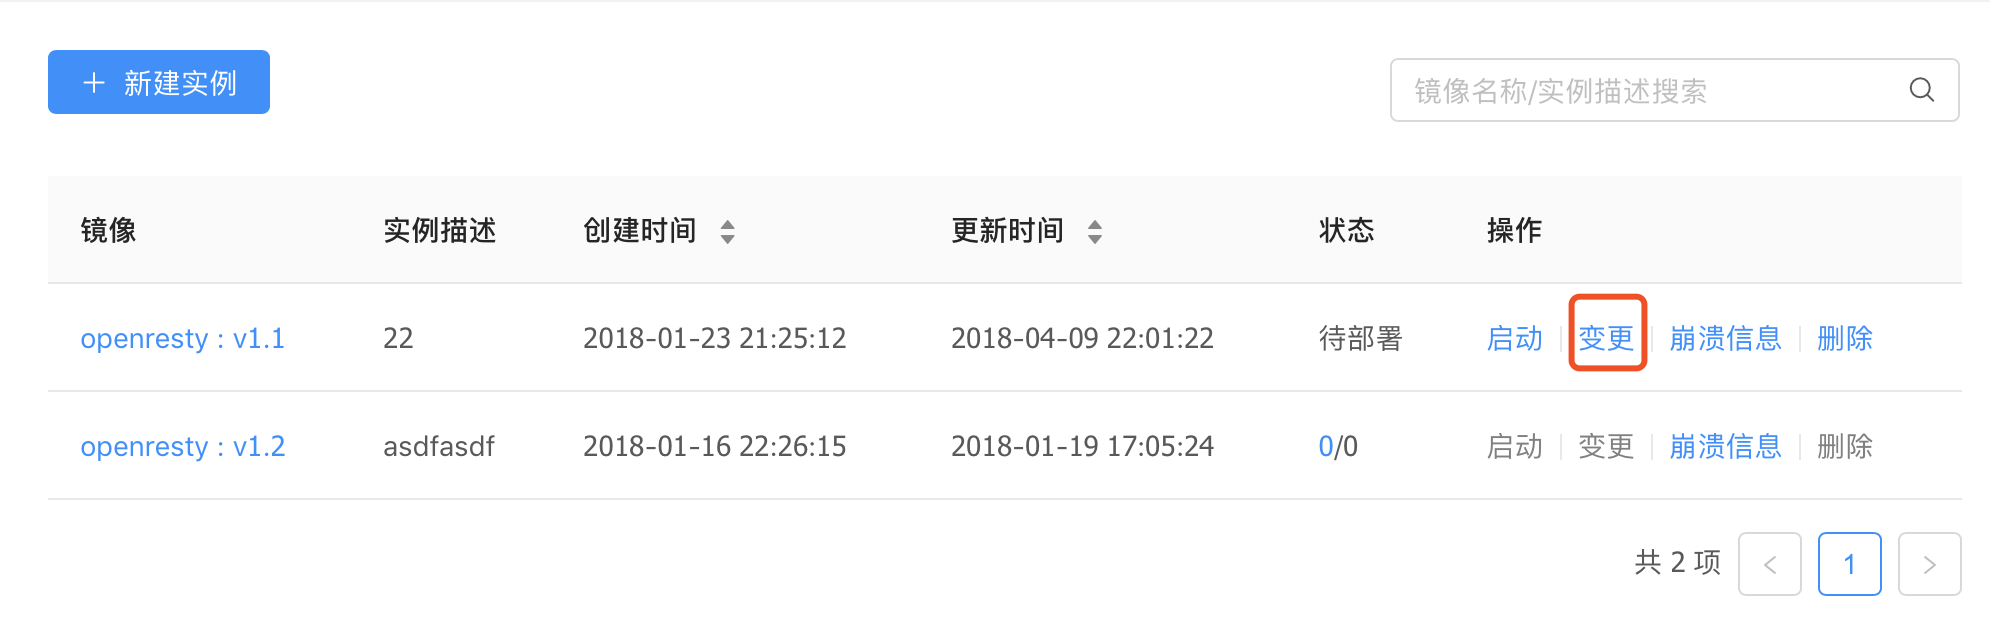 + 新建实例
镜像名称/实例描述搜索
镜像 实例描述 创建时间 更新时间 状态 操作
openresty : v1.1 22 2018-01-23 21:25:12 2018-04-09 22:01:22 待部署 启动 变更 崩溃信息 删除
openresty : v1.2 asdfasdf 2018-01-16 22:26:15 2018-01-19 17:05:24 0/0 启动 变更 崩溃信息 删除
共 2 项 < 1 >